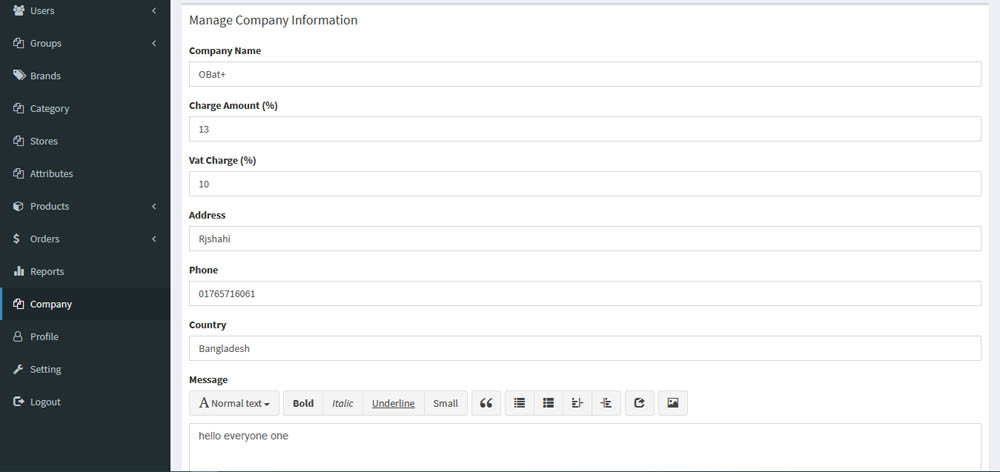 Users
Groups
Brands
Category
Stores
Attributes
Products
$ Orders
Reports
Company
Profile
Setting
Logout
Manage Company Information
Company Name
OBat+
Charge Amount (%)
13
Vat Charge (%)
10
Address
Rjshahi
Phone
01765716061
Country
Bangladesh
Message
A Normal text Bold Italic Underline Small
hello everyone one